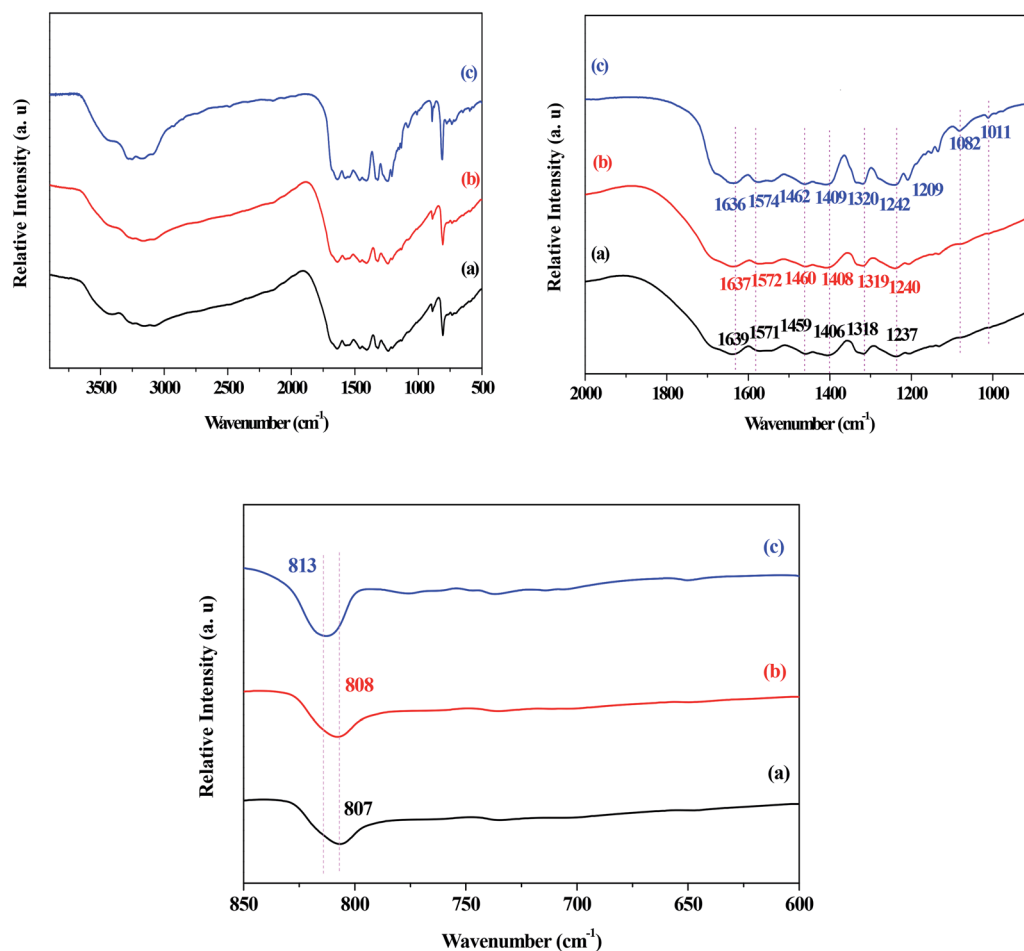 (c)
(b)
(a)
Relative Intensity (a. u)
3500 3000 2500 2000 1500 1000 500
Wavenumber (cm-1)
(c)
1636 1574 1462 1409 1320 1242 1209 1082 1011
(b)
1637 1572 1460 1408 1319 1240
(a)
1639 1571 1459 1406 1318 1237
Relative Intensity (a. u)
2000 1800 1600 1400 1200 1000
Wavenumber (cm-1)
813 (c)
808 (b)
807 (a)
Relative Intensity (a. u)
850 800 750 700 650 600
Wavenumber (cm-1)